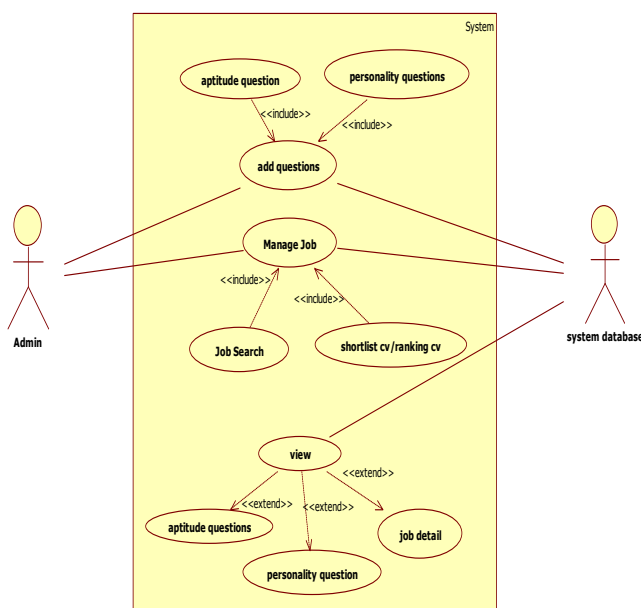 System
aptitude question
personality questions
<<include>>
<<include>>
add questions
Manage Job
<<include>>
<<include>>
Admin
system database
Job Search
shortlist cv/ranking cv
view
<<extend>>
<<extend>>
<<extend>>
aptitude questions
job detail
personality question